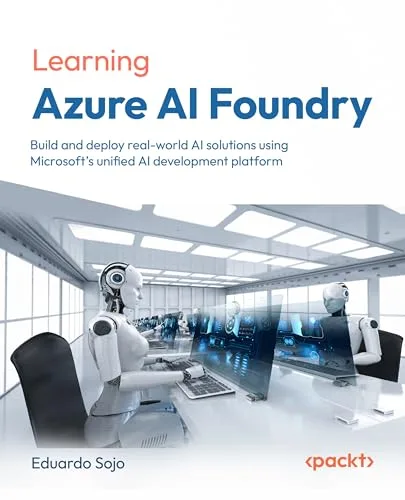 Learning
Azure AI Foundry
Build and deploy real-world AI solutions using
Microsoft's unified AI development platform
Eduardo Sojo
<packt>